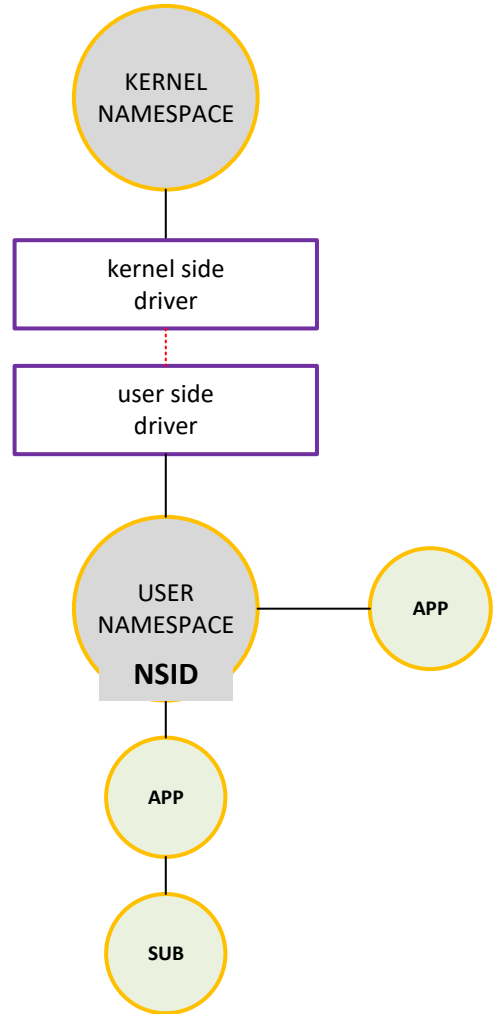 KERNEL
NAMESPACE
kernel side
driver
user side
driver
USER
NAMESPACE
NSID
APP
APP
SUB